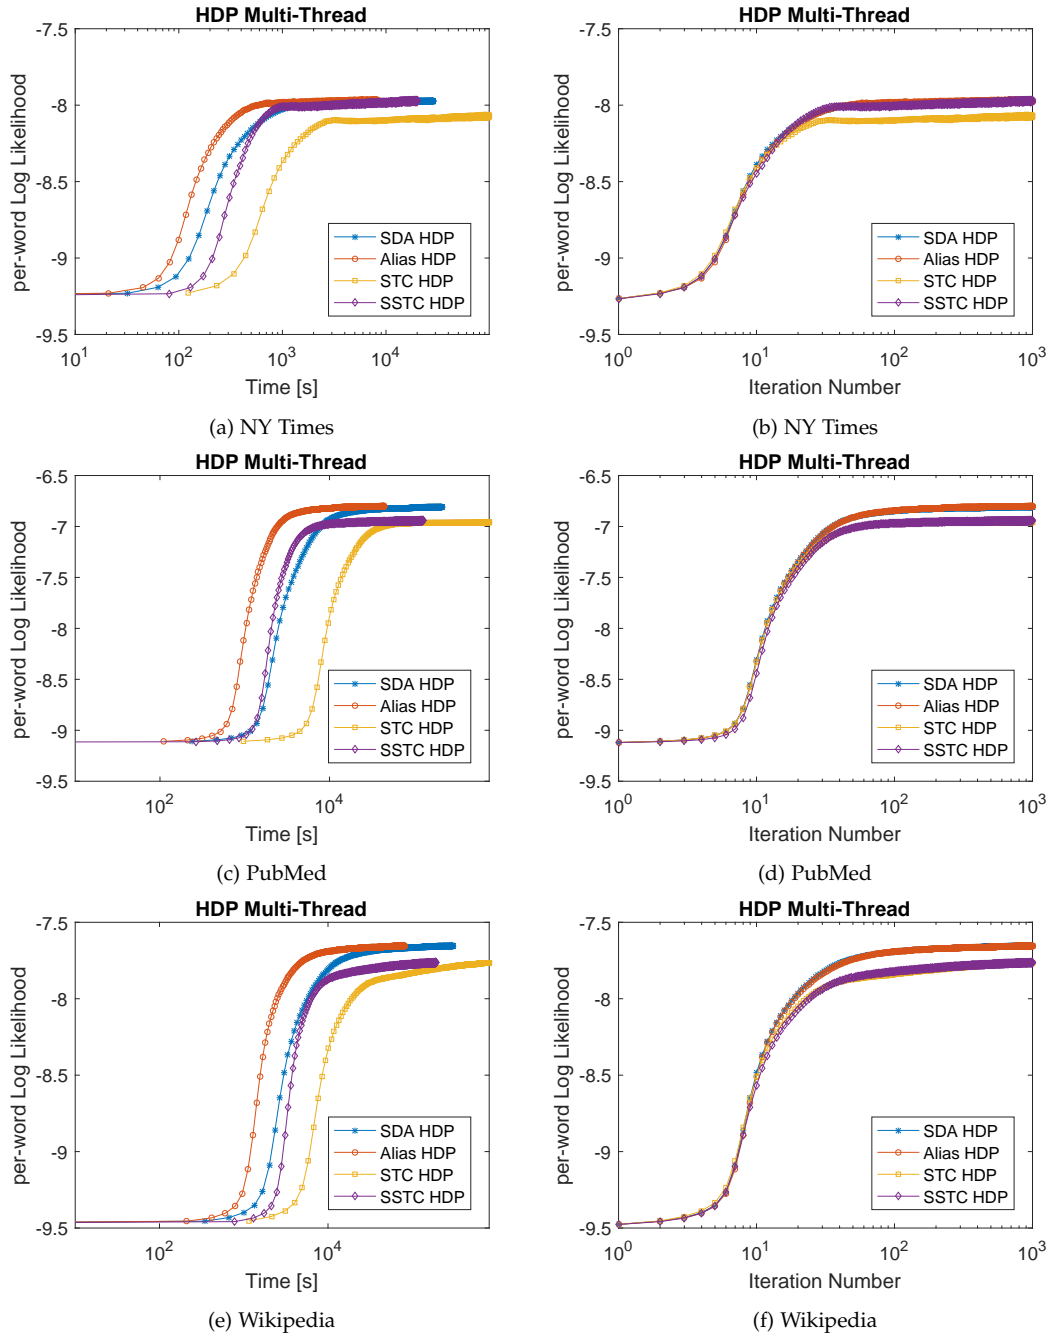 HDP Multi-Thread
-7.5
-8
-8.5
-9
-9.5
per-word Log Likelihood
SDA HDP
Alias HDP
STC HDP
SSTC HDP
10^1 10^2 10^3 10^4
Time [s]
(a) NY Times
HDP Multi-Thread
-7.5
-8
-8.5
-9
-9.5
per-word Log Likelihood
SDA HDP
Alias HDP
STC HDP
SSTC HDP
10^0 10^1 10^2 10^3
Iteration Number
(b) NY Times
HDP Multi-Thread
-6.5
-7
-7.5
-8
-8.5
-9
-9.5
per-word Log Likelihood
SDA HDP
Alias HDP
STC HDP
SSTC HDP
10^2 10^4
Time [s]
(c) PubMed
HDP Multi-Thread
-6.5
-7
-7.5
-8
-8.5
-9
-9.5
per-word Log Likelihood
SDA HDP
Alias HDP
STC HDP
SSTC HDP
10^0 10^1 10^2 10^3
Iteration Number
(d) PubMed
HDP Multi-Thread
-7.5
-8
-8.5
-9
-9.5
per-word Log Likelihood
SDA HDP
Alias HDP
STC HDP
SSTC HDP
10^2 10^4
Time [s]
(e) Wikipedia
HDP Multi-Thread
-7.5
-8
-8.5
-9
-9.5
per-word Log Likelihood
SDA HDP
Alias HDP
STC HDP
SSTC HDP
10^0 10^1 10^2 10^3
Iteration Number
(f) Wikipedia